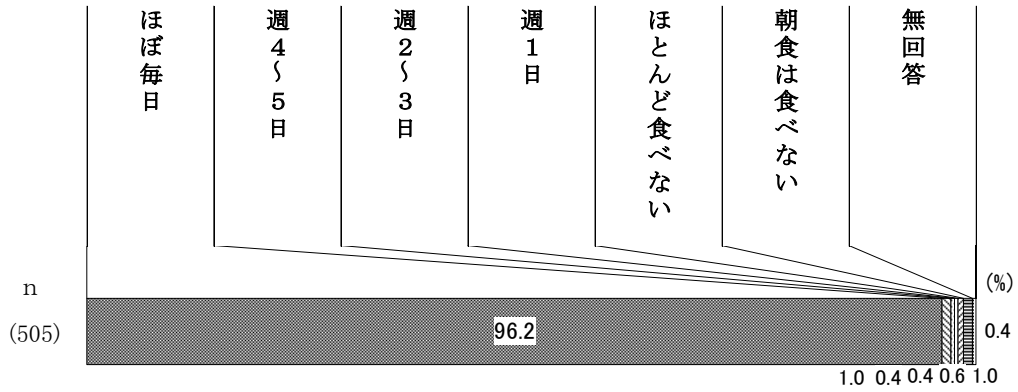 ほぼ毎日
週4～5日
週2～3日
週1日
ほとんど食べない
朝食は食べない
無回答
(%)
n
(505)
96.2
0.4
1.0
0.4
0.4
0.6
1.0